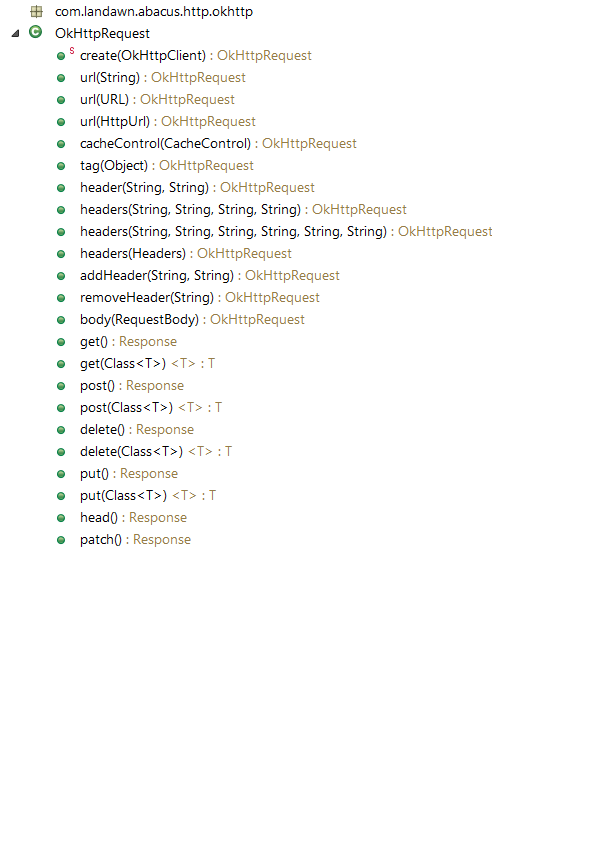 com.landawn.abacus.http.okhttp
C OkHttpRequest
S create(OkHttpClient) : OkHttpRequest
url(String) : OkHttpRequest
url(URL) : OkHttpRequest
url(HttpUrl) : OkHttpRequest
cacheControl(CacheControl) : OkHttpRequest
tag(Object) : OkHttpRequest
header(String, String) : OkHttpRequest
headers(String, String, String, String) : OkHttpRequest
headers(String, String, String, String, String, String) : OkHttpRequest
headers(Headers) : OkHttpRequest
addHeader(String, String) : OkHttpRequest
removeHeader(String) : OkHttpRequest
body(RequestBody) : OkHttpRequest
get() : Response
get(Class<T>) <T> : T
post() : Response
post(Class<T>) <T> : T
delete() : Response
delete(Class<T>) <T> : T
put() : Response
put(Class<T>) <T> : T
head() : Response
patch() : Response